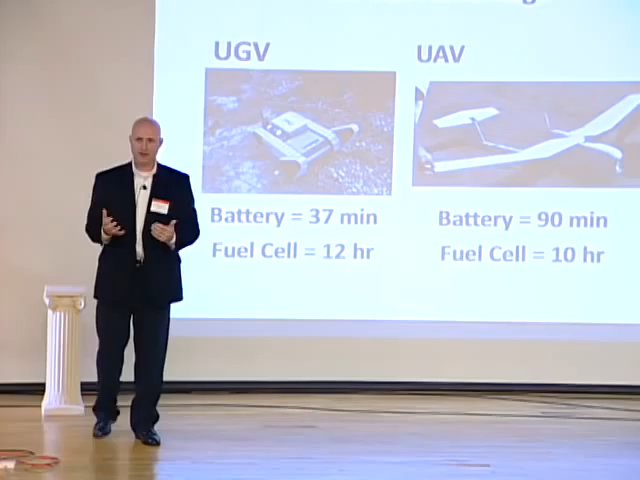 UGV
UAV
Battery = 37 min
Battery = 90 min
Fuel Cell = 12 hr
Fuel Cell = 10 hr